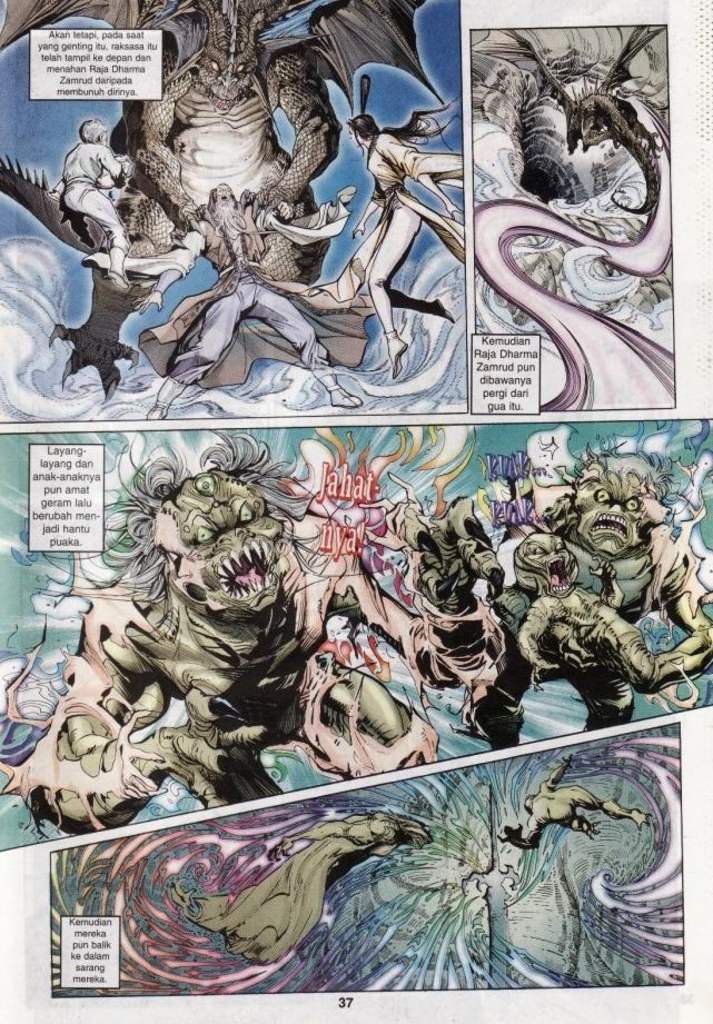 Akan tetapi, pada saat
yang genting itu, raksasa itu
telah tampil ke depan dan
menahan Raja Dharma
Zamrud daripada
membunuh dirinya.
Kemudian
Raja Dharma
Zamrud pun
dibawanya
pergi dari
gua itu.
Layang-
layang dan
anak-anaknya
pun amat
geram lalu
berubah men-
jadi hantu
puaka.
Jahat-
nya!
Kemudian
mereka
pun balik
ke dalam
sarang
mereka.
37